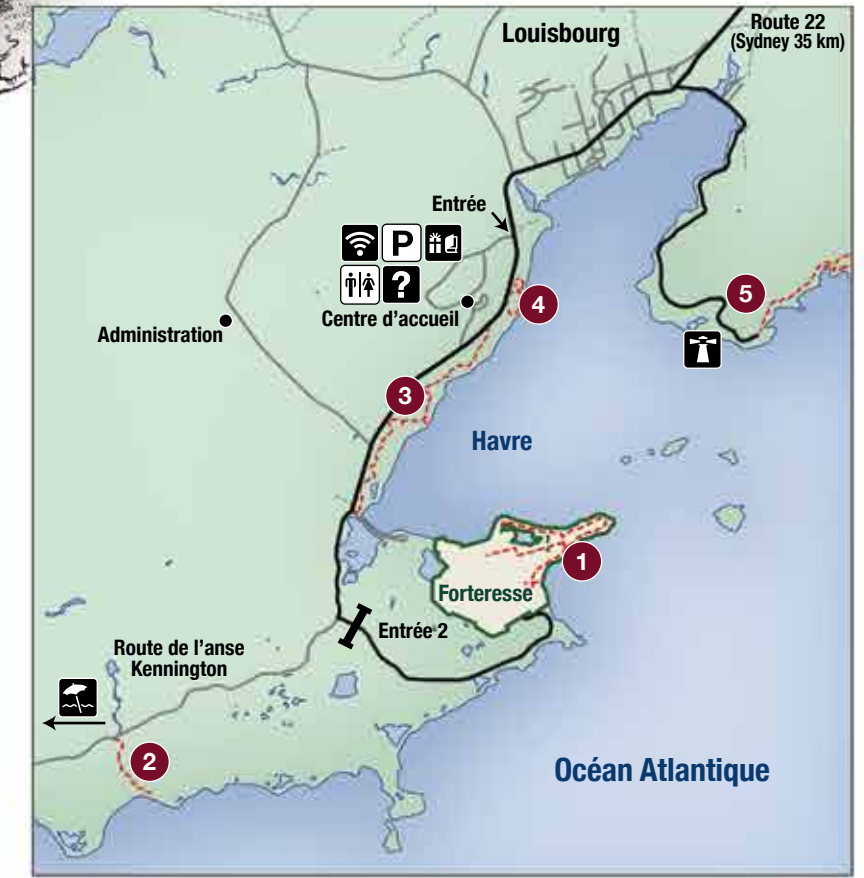 Route 22
(Sydney 35 km)
Louisbourg
Entrée
P
?
Centre d'accueil
4
5
Administration
3
Havre
1
Forteresse
Entrée 2
Route de l'anse
Kennington
2
Océan Atlantique